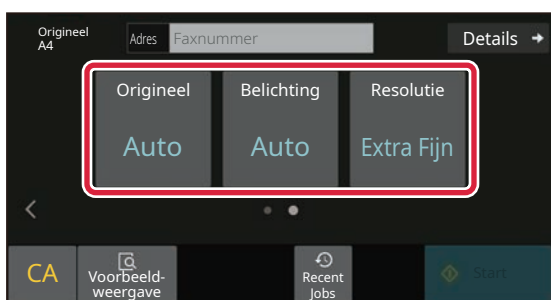 Origineel
A4
Adres
Faxnummer
Details
Origineel
Belichting
Resolutie
Auto
Auto
Extra Fijn
CA
Voorbeeld-
weergave
Recent
Jobs
Start